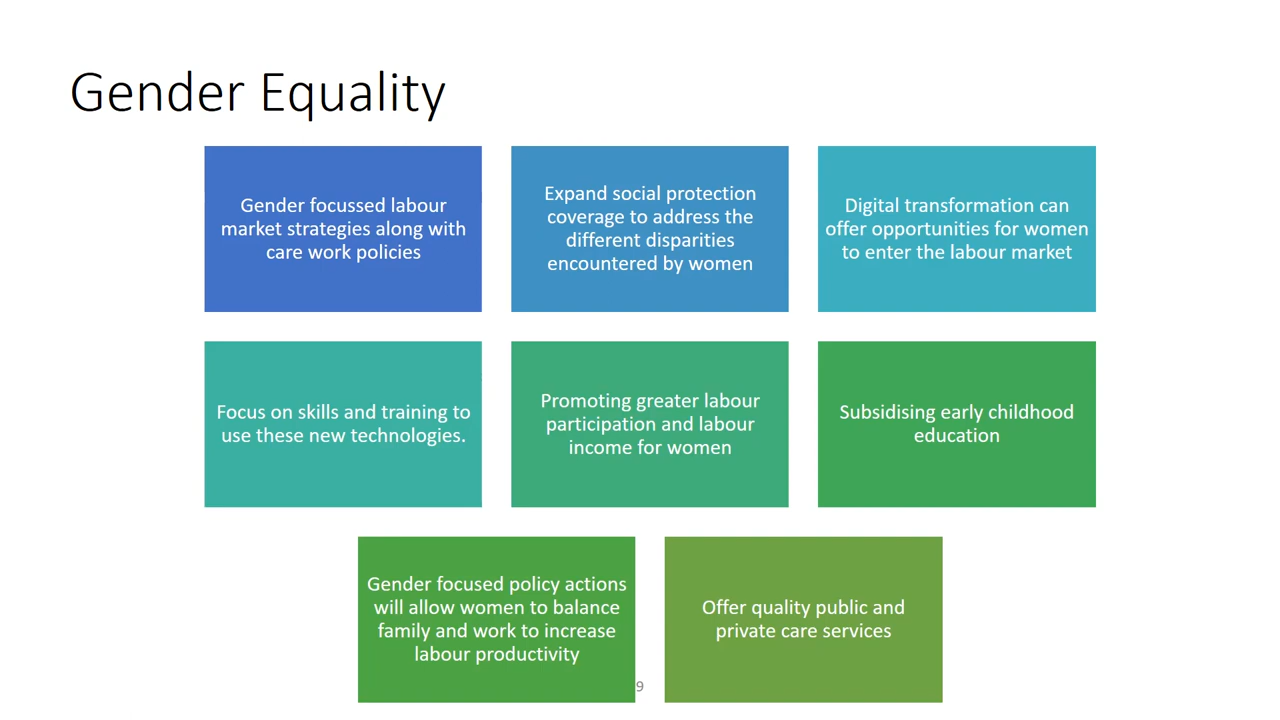 Gender Equality
Gender focussed labour
market strategies along with
care work policies
Expand social protection
coverage to address the
different disparities
encountered by women
Digital transformation can
offer opportunities for women
to enter the labour market
Focus on skills and training to
use these new technologies.
Promoting greater labour
participation and labour
income for women
Subsidising early childhood
education
Gender focused policy actions
will allow women to balance
family and work to increase
labour productivity
Offer quality public and
private care services
9